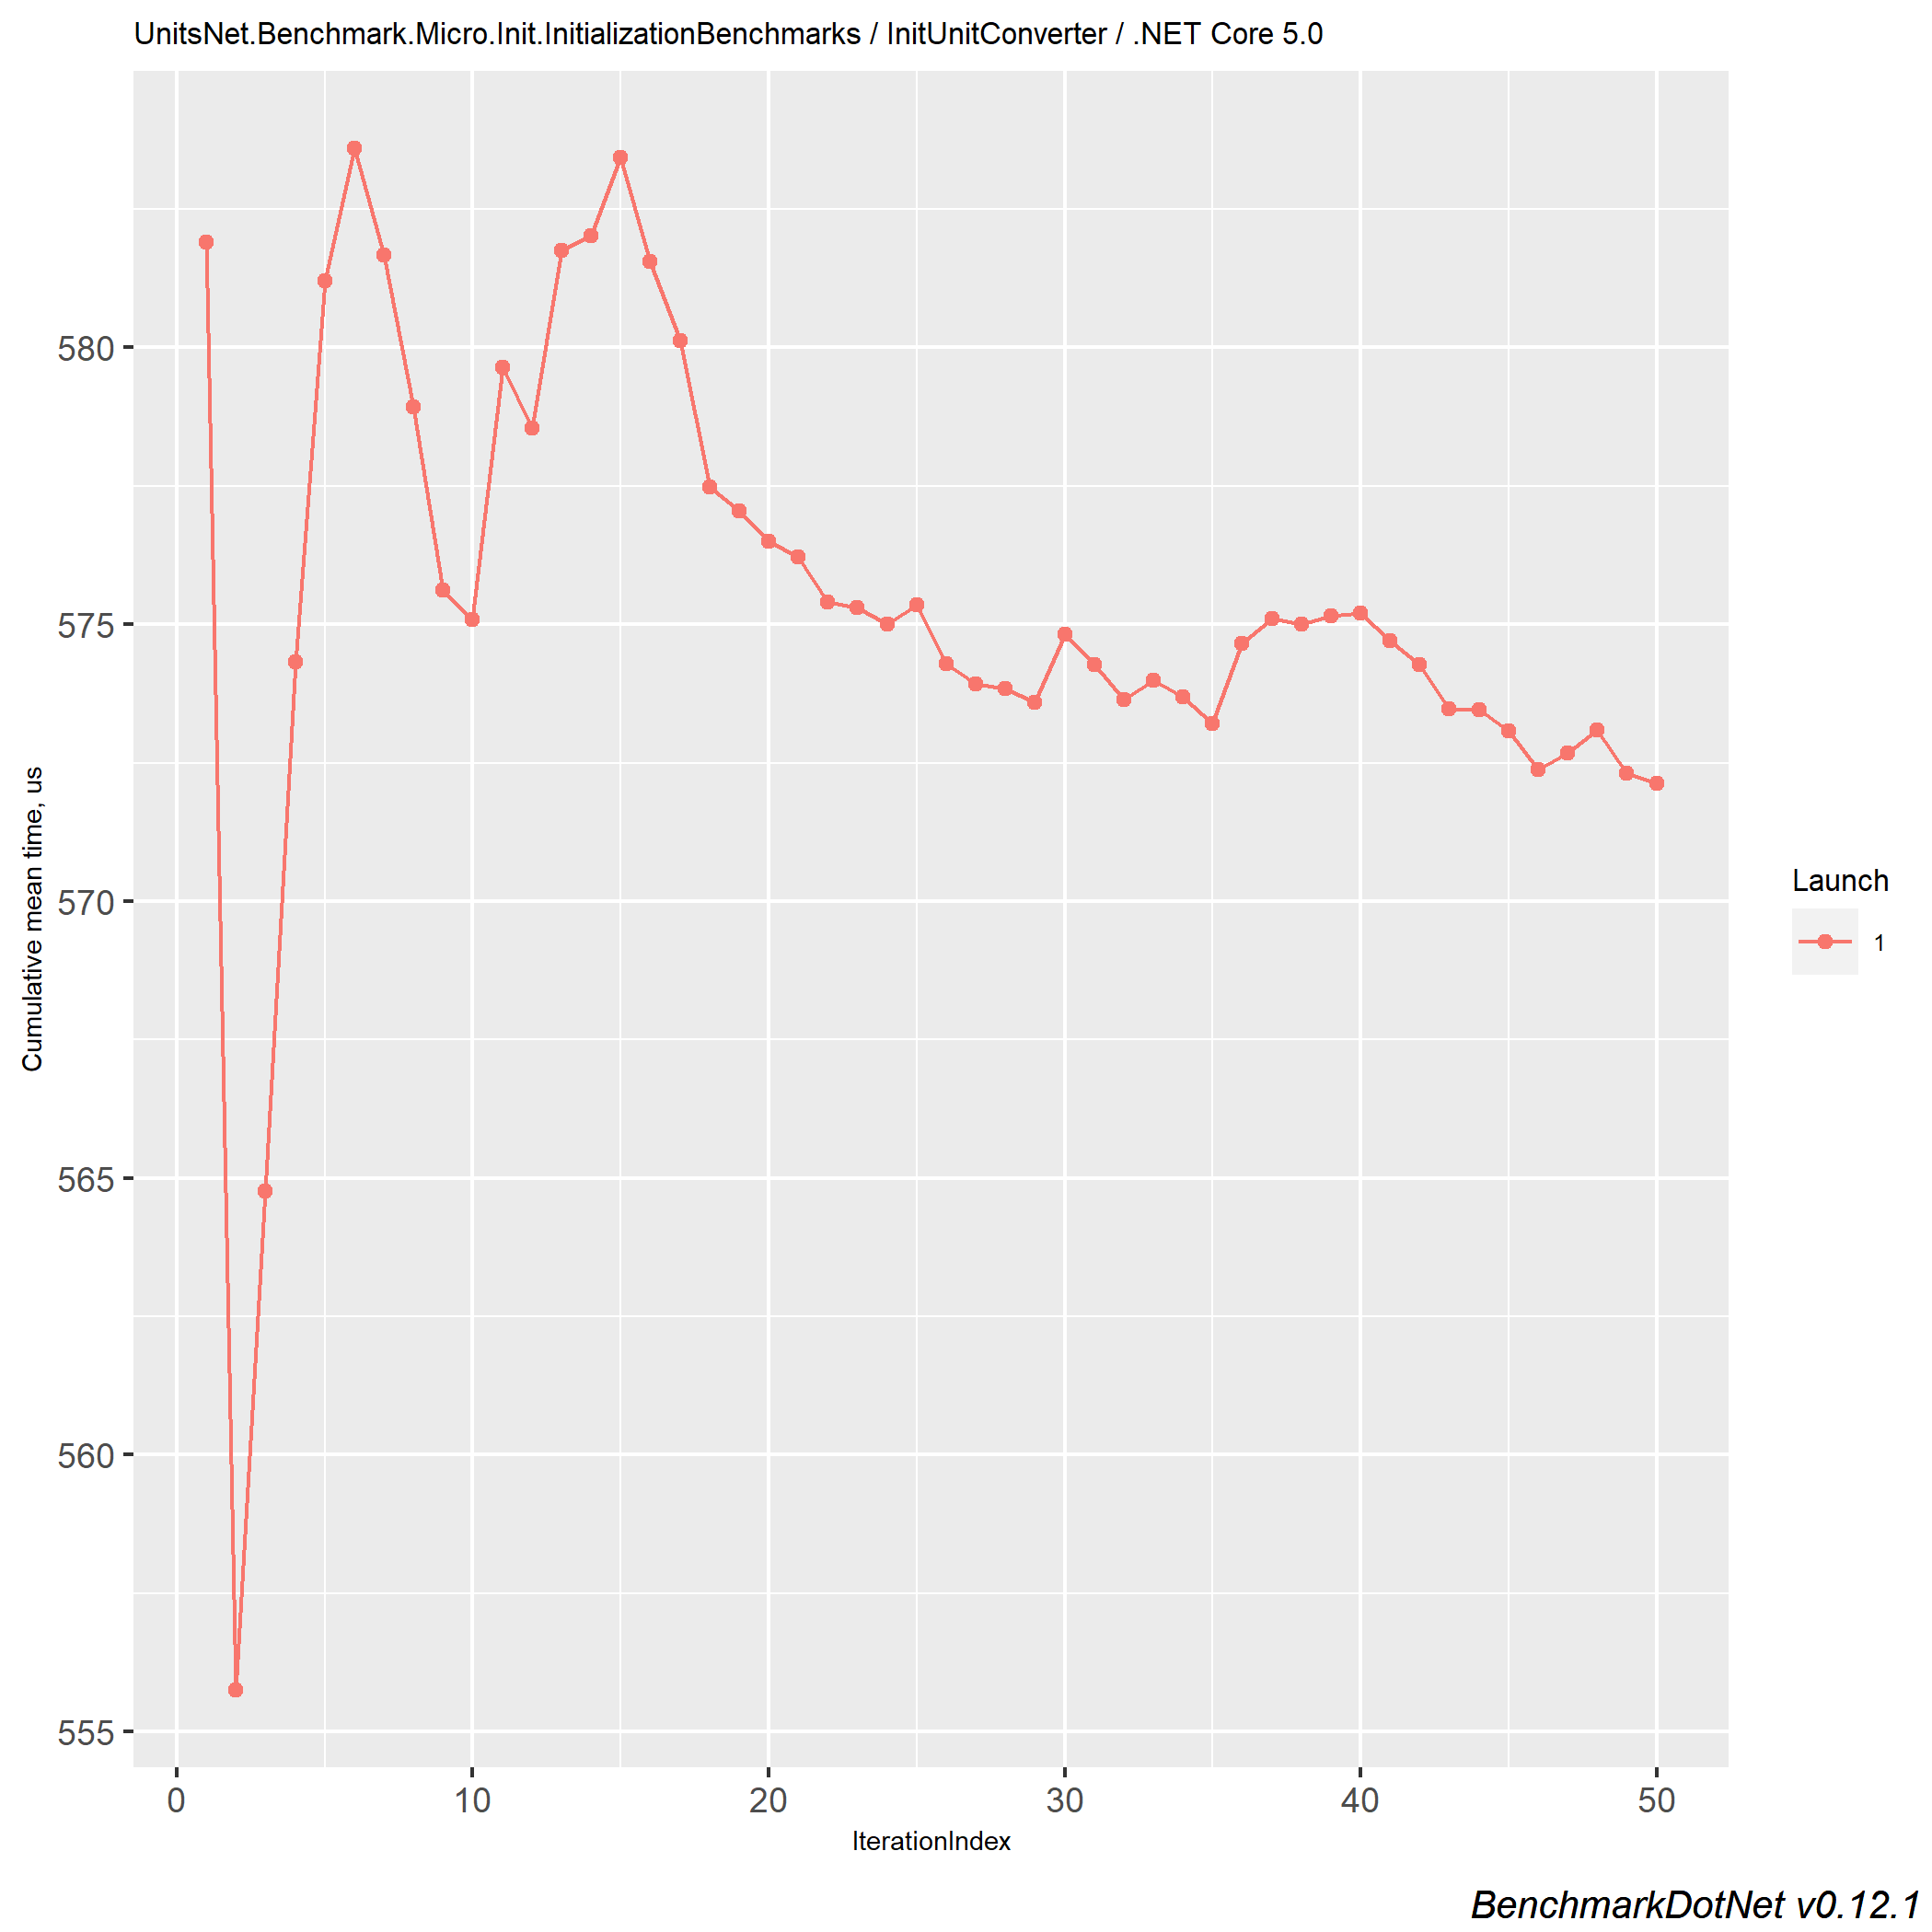 UnitsNet.Benchmark.Micro.Init.InitializationBenchmarks / InitUnitConverter / .NET Core 5.0
Cumulative mean time, us
580
575
570
565
560
555
0 10 20 30 40 50
IterationIndex
Launch
1
BenchmarkDotNet v0.12.1